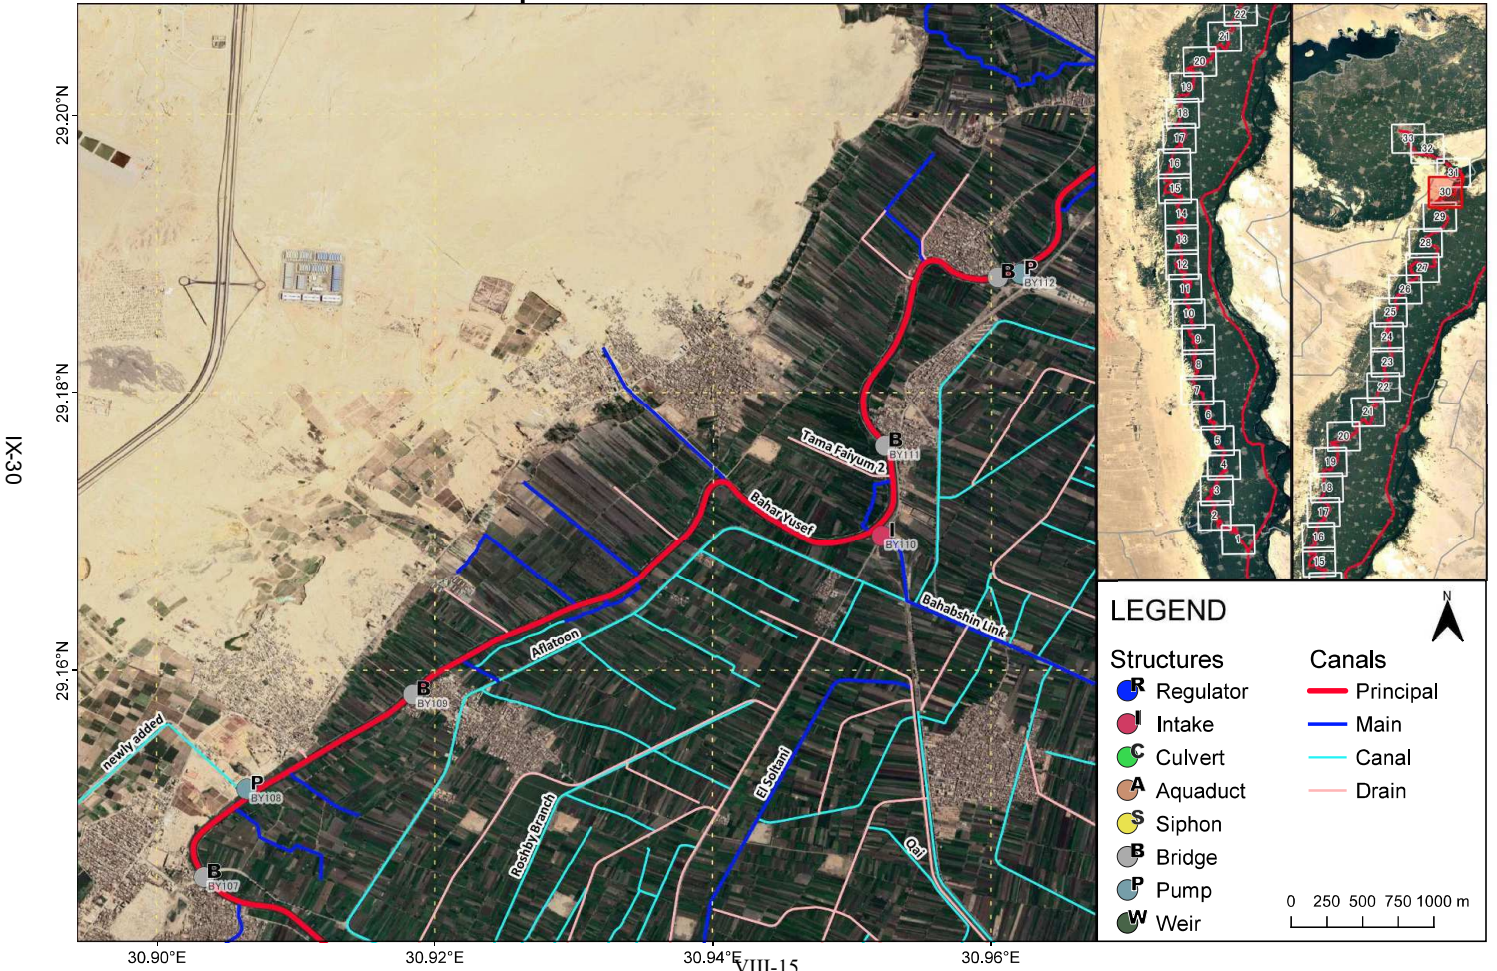 29.20°N
29.18°N
29.16°N
IX-30
30.90°E
30.92°E
30.94°E
30.96°E
VIII-15
B
P
BY112
B
BY111
Tama Faiyum 2
Bahar Yusef
I
BY110
Bahabshin Link
Aflatoon
B
BY109
newly added
P
BY108
B
BY107
Roshby Branch
El Soltani
Qai
22
21
20
19
18
17
16
15
14
13
12
11
10
9
8
7
6
5
4
3
2
1
33
32
31
30
29
28
27
26
25
24
23
22
21
20
19
18
17
16
15
LEGEND
N
Structures
R Regulator
I Intake
C Culvert
A Aquaduct
S Siphon
B Bridge
P Pump
W Weir
Canals
Principal
Main
Canal
Drain
0 250 500 750 1000 m